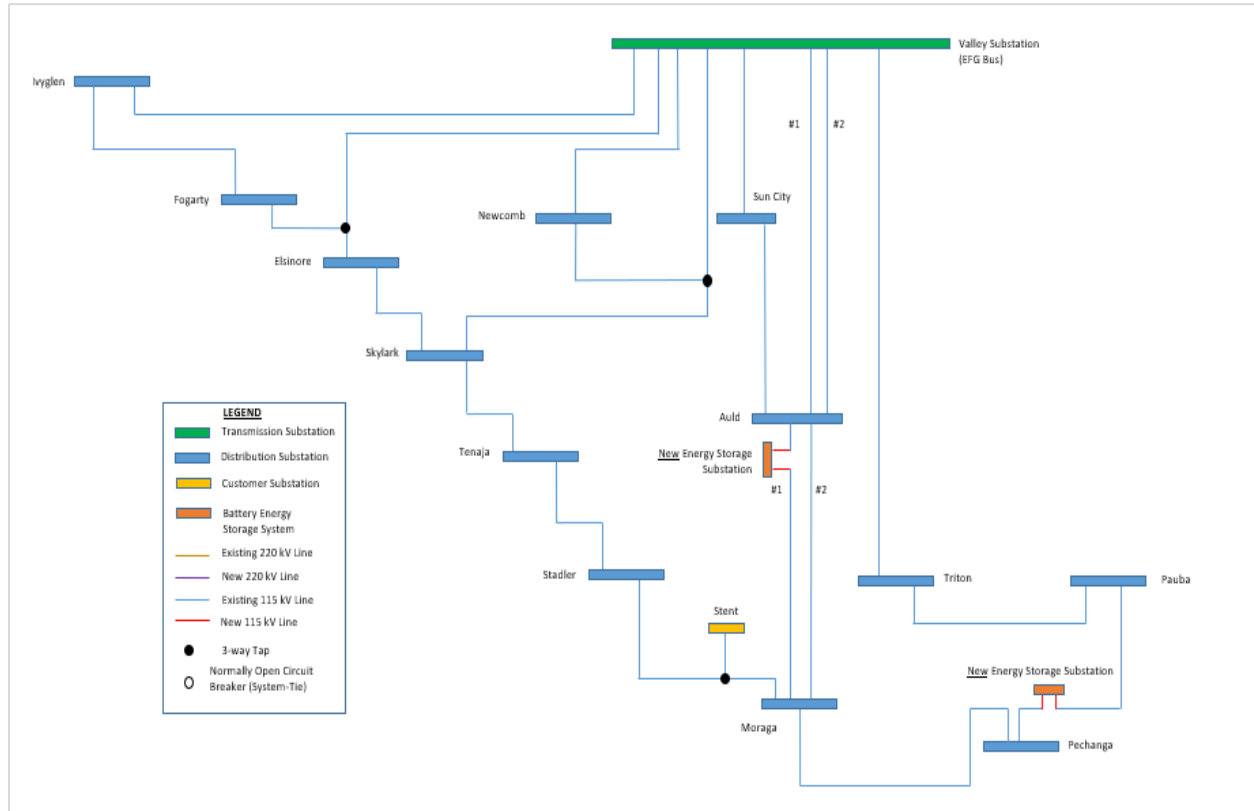 Valley Substation
(EFG Bus)
Ivyglen
#1
#2
Fogarty
Sun City
Newcomb
Elsinore
Skylark
LEGEND
Transmission Substation
Distribution Substation
Customer Substation
Battery Energy
Storage System
Existing 220 kV Line
New 220 kV Line
Existing 115 kV Line
New 115 kV Line
3-way Tap
Normally Open Circuit
Breaker (System-Tie)
Auld
Tenaja
New Energy Storage
Substation
#1
#2
Stadler
Triton
Pauba
Stent
New Energy Storage Substation
Moraga
Pechanga